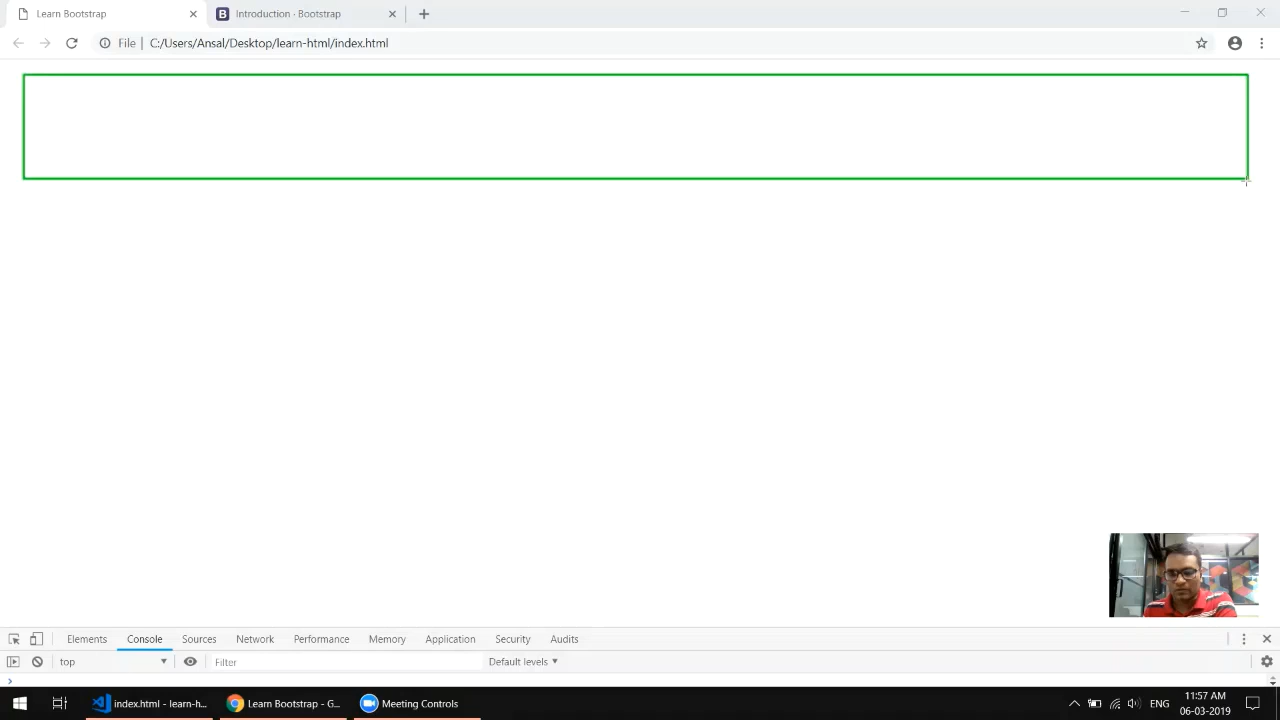 Learn Bootstrap
Introduction · Bootstrap
File
C:/Users/Ansal/Desktop/learn-html/index.html
Elements
Console
Sources
Network
Performance
Memory
Application
Security
Audits
top
Filter
Default levels
index.html - learn-h...
Learn Bootstrap - G...
Meeting Controls
ENG
11:57 AM
06-03-2019